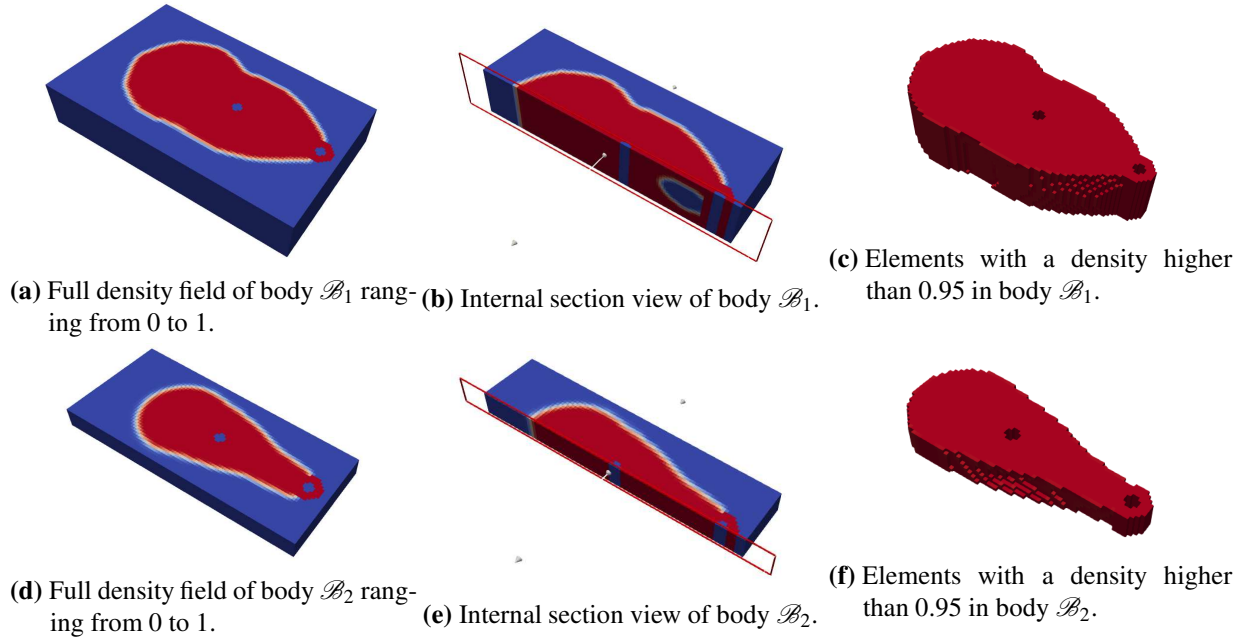 (a) Full density field of body ℬ₁ rang-
ing from 0 to 1.
(b) Internal section view of body ℬ₁.
(c) Elements with a density higher
than 0.95 in body ℬ₁.
(d) Full density field of body ℬ₂ rang-
ing from 0 to 1.
(e) Internal section view of body ℬ₂.
(f) Elements with a density higher
than 0.95 in body ℬ₂.